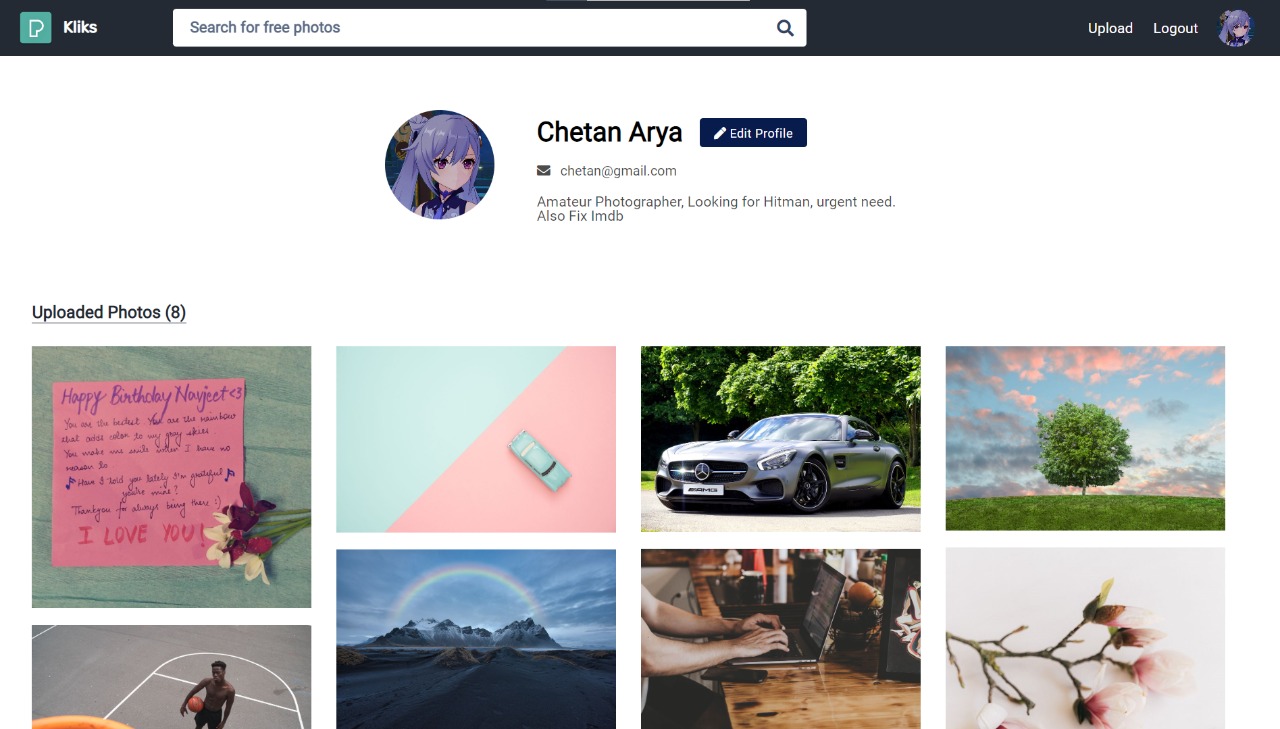 Kliks
Search for free photos
Upload
Logout
Chetan Arya
Edit Profile
chetan@gmail.com
Amateur Photographer, Looking for Hitman, urgent need.
Also Fix Imdb
Uploaded Photos (8)
Happy Birthday Navjeet <3
You are the bestest. You are the rainbow
that adds color to my gray skies.
You make me smile when I have no
reason to
Have I told you lately I'm grateful
you're mine?
Thankyou for always being there :)
I LOVE YOU!
AMG